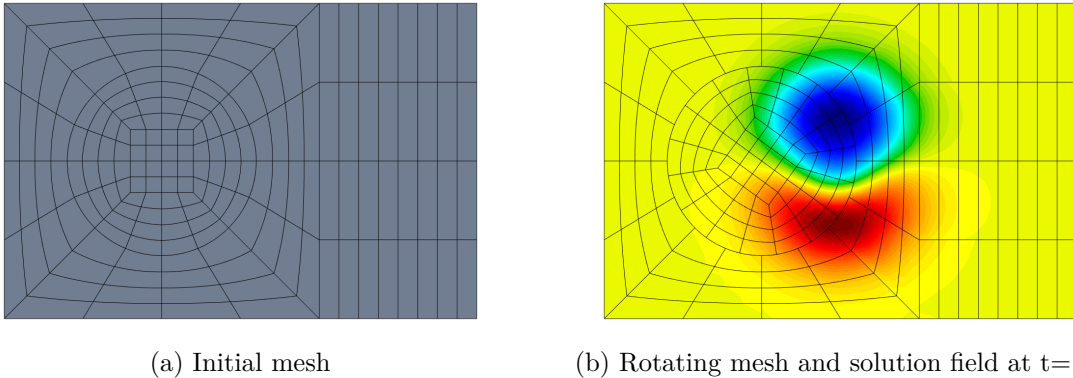 (a) Initial mesh
(b) Rotating mesh and solution field at t=